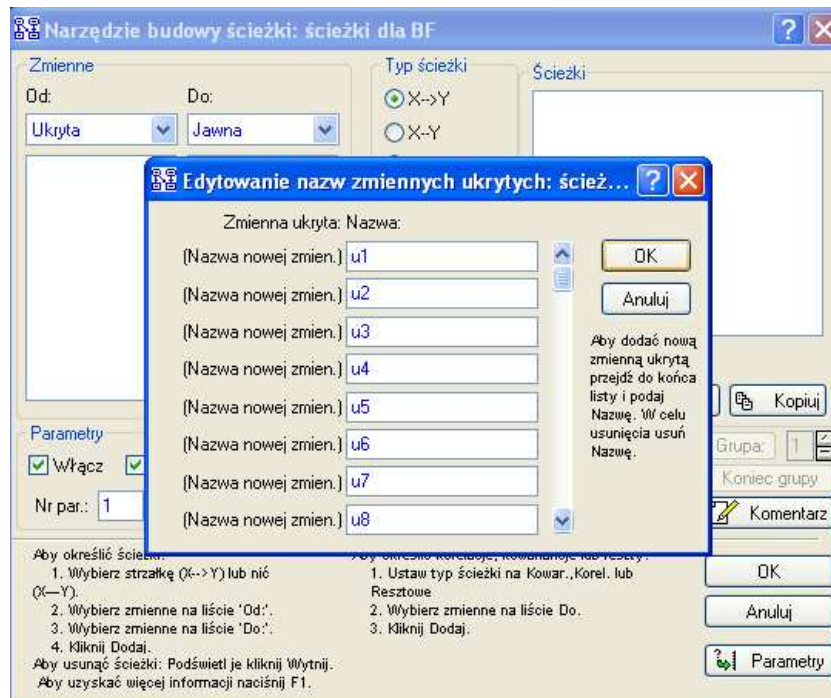 Narzędzie budowy ścieżki: ścieżki dla BF
Zmienne
Od:
Do:
Ukryta
Jawna
Typ ścieżki
X-->Y
X--Y
Ścieżki
Edytowanie nazw zmiennych ukrytych: ścież...
Zmienna ukryta: Nazwa:
(Nazwa nowej zmien.) u1
(Nazwa nowej zmien.) u2
(Nazwa nowej zmien.) u3
(Nazwa nowej zmien.) u4
(Nazwa nowej zmien.) u5
(Nazwa nowej zmien.) u6
(Nazwa nowej zmien.) u7
(Nazwa nowej zmien.) u8
OK
Anuluj
Aby dodać nową
zmienną ukrytą
przejdź do końca
listy i podaj
Nazwę. W celu
usunięcia usuń
Nazwę.
Kopiuj
Parametry
Włącz
Nr par.: 1
Grupa: 1
Koniec grupy
Komentarz
Aby określić
1. Wybierz strzałkę (X-->Y) lub nić
(X—Y).
2. Wybierz zmienne na liście 'Od:'.
3. Wybierz zmienne na liście 'Do:'.
4. Kliknij Dodaj.
Aby usunąć ścieżki: Podświetl je kliknij Wytnij.
Aby uzyskać więcej informacji naciśnij F1.
1. Ustaw typ ścieżki na Kowar.,Korel. lub
Resztowe
2. Wybierz zmienne na liście Do.
3. Kliknij Dodaj.
OK
Anuluj
Parametry